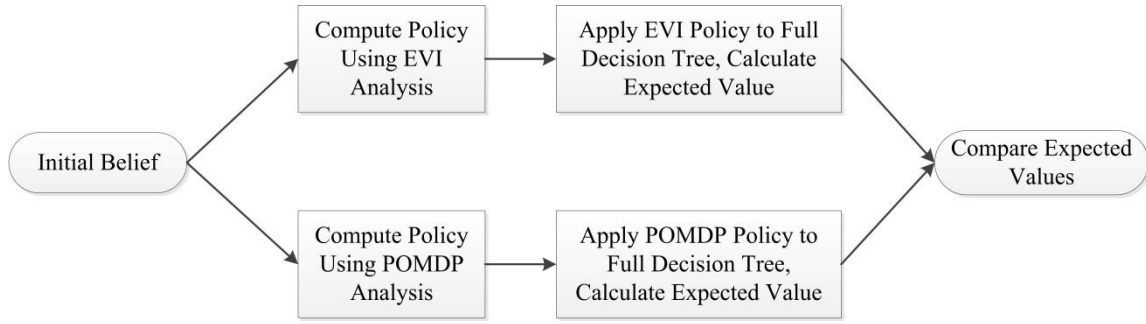 Initial Belief
Compute Policy
Using EVI
Analysis
Apply EVI Policy to Full
Decision Tree, Calculate
Expected Value
Compute Policy
Using POMDP
Analysis
Apply POMDP Policy to
Full Decision Tree,
Calculate Expected Value
Compare Expected
Values